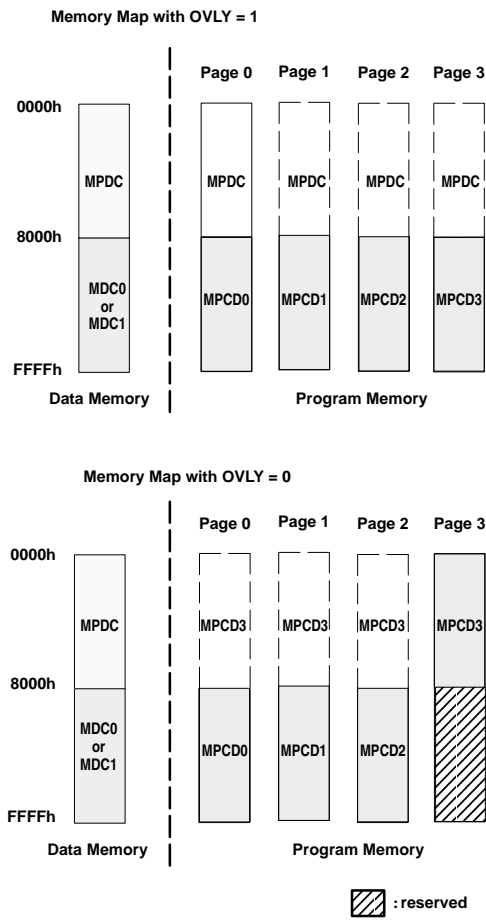 Memory Map with OVLY = 1
Page 0 Page 1 Page 2 Page 3
0000h
MPDC MPDC MPDC MPDC MPDC
8000h
MDC0
or
MDC1
MPCD0 MPCD1 MPCD2 MPCD3
FFFFh
Data Memory Program Memory
Memory Map with OVLY = 0
Page 0 Page 1 Page 2 Page 3
0000h
MPDC MPCD3 MPCD3 MPCD3 MPCD3
8000h
MDC0
or
MDC1
MPCD0 MPCD1 MPCD2
FFFFh
Data Memory Program Memory
: reserved